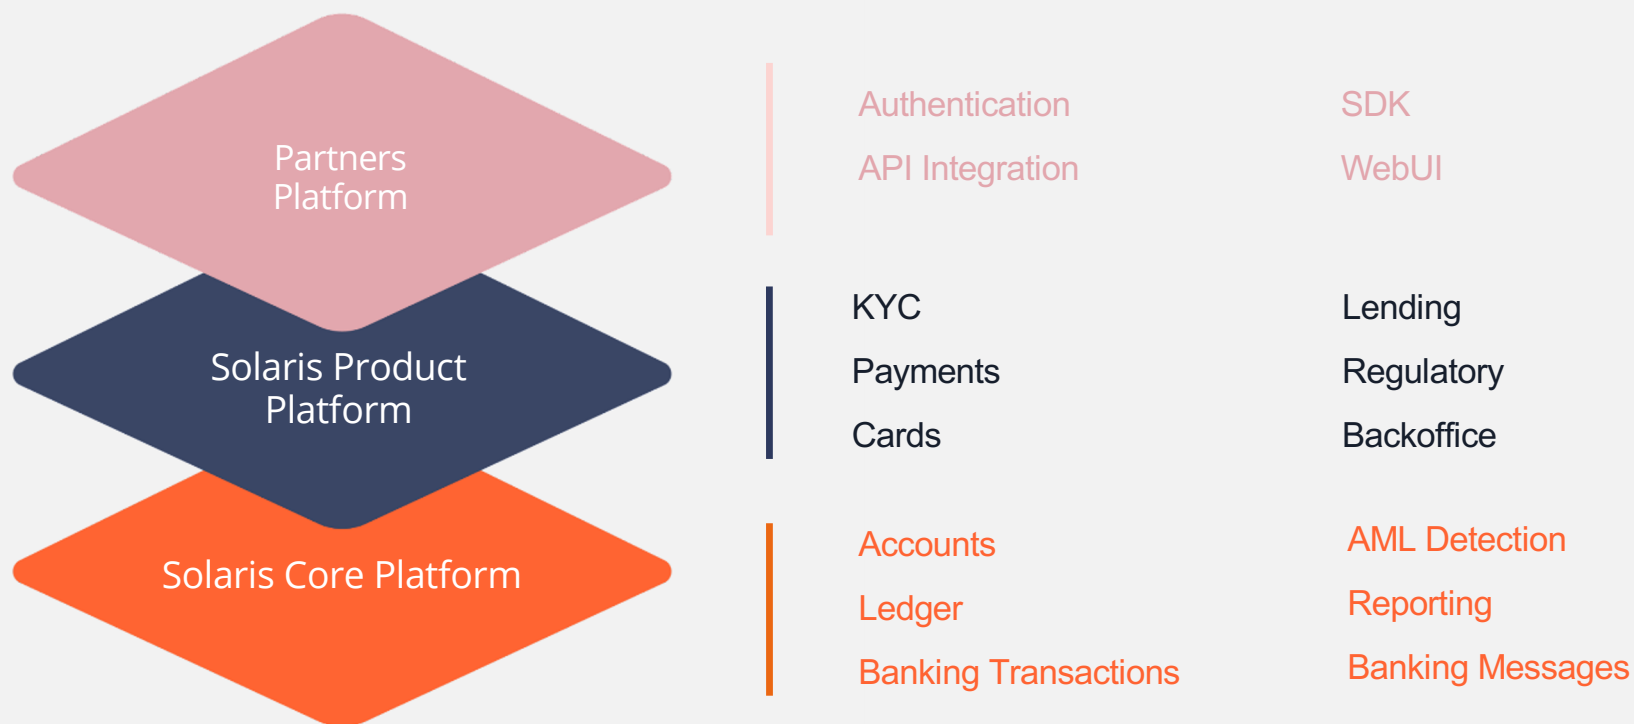 Partners
Platform
Authentication
SDK
API Integration
WebUI
Solaris Product
Platform
KYC
Lending
Payments
Regulatory
Cards
Backoffice
Solaris Core Platform
Accounts
AML Detection
Ledger
Reporting
Banking Transactions
Banking Messages